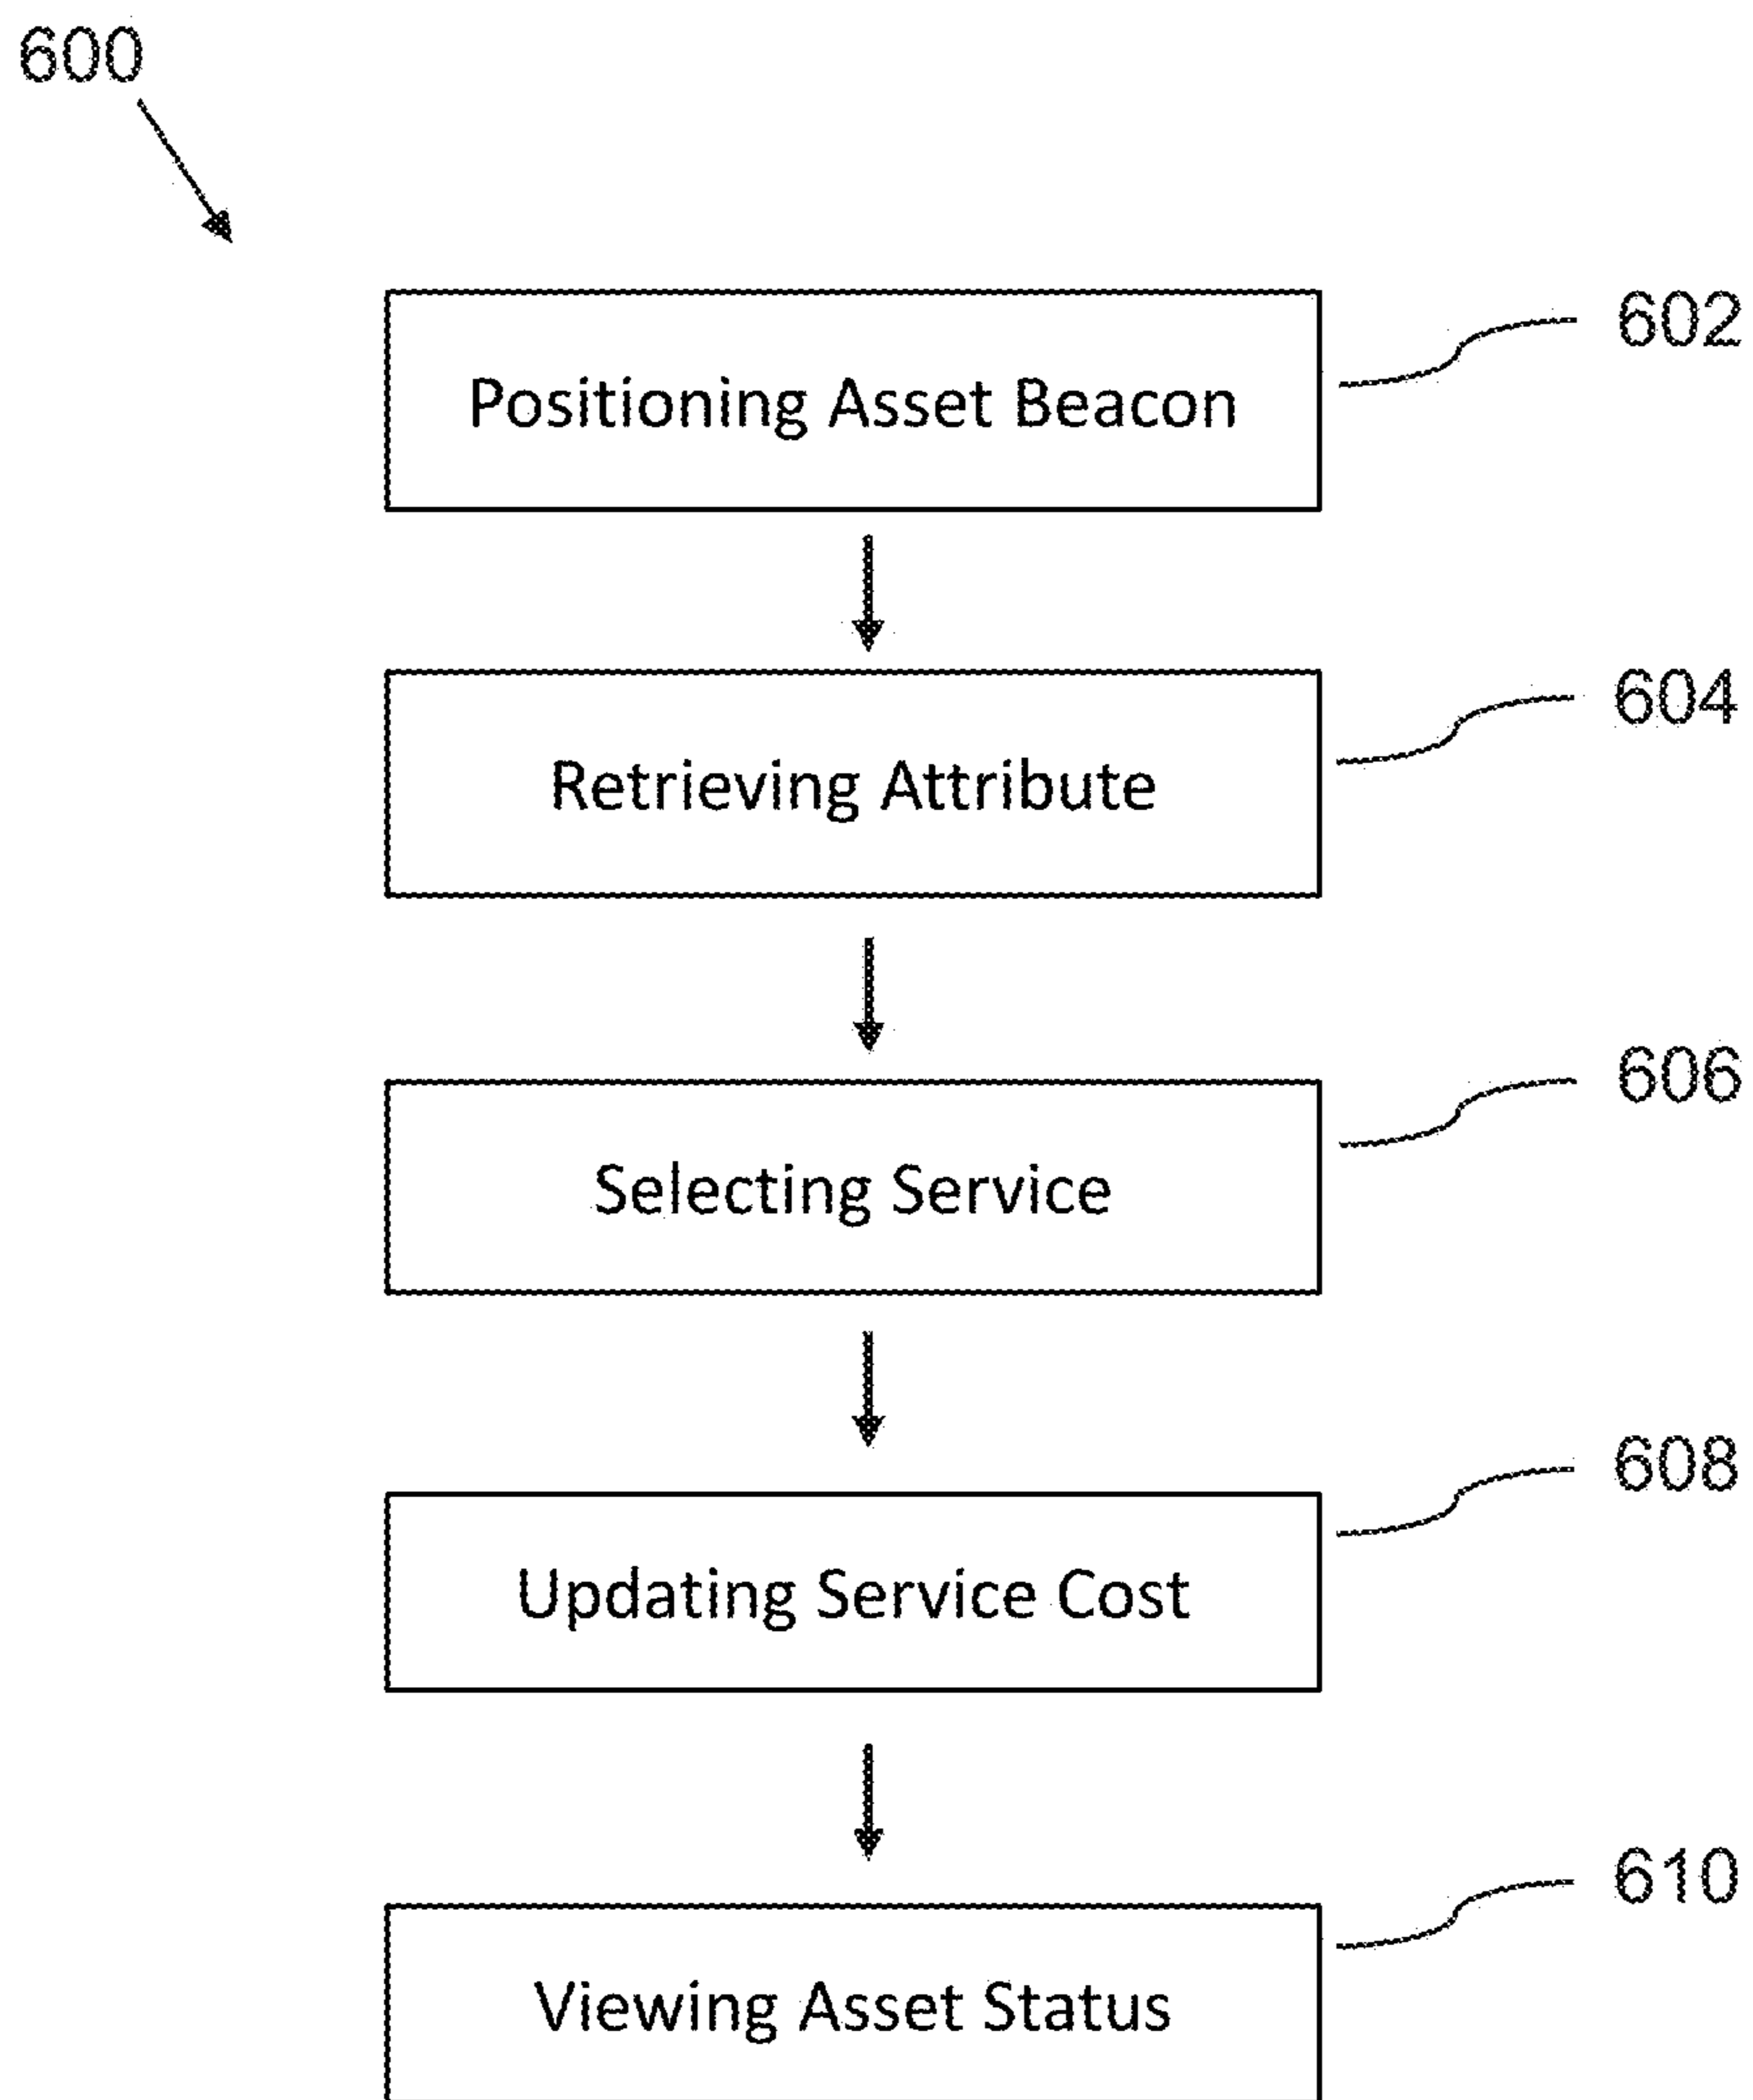 600
Positioning Asset Beacon
602
Retrieving Attribute
604
Selecting Service
606
Updating Service Cost
608
Viewing Asset Status
610